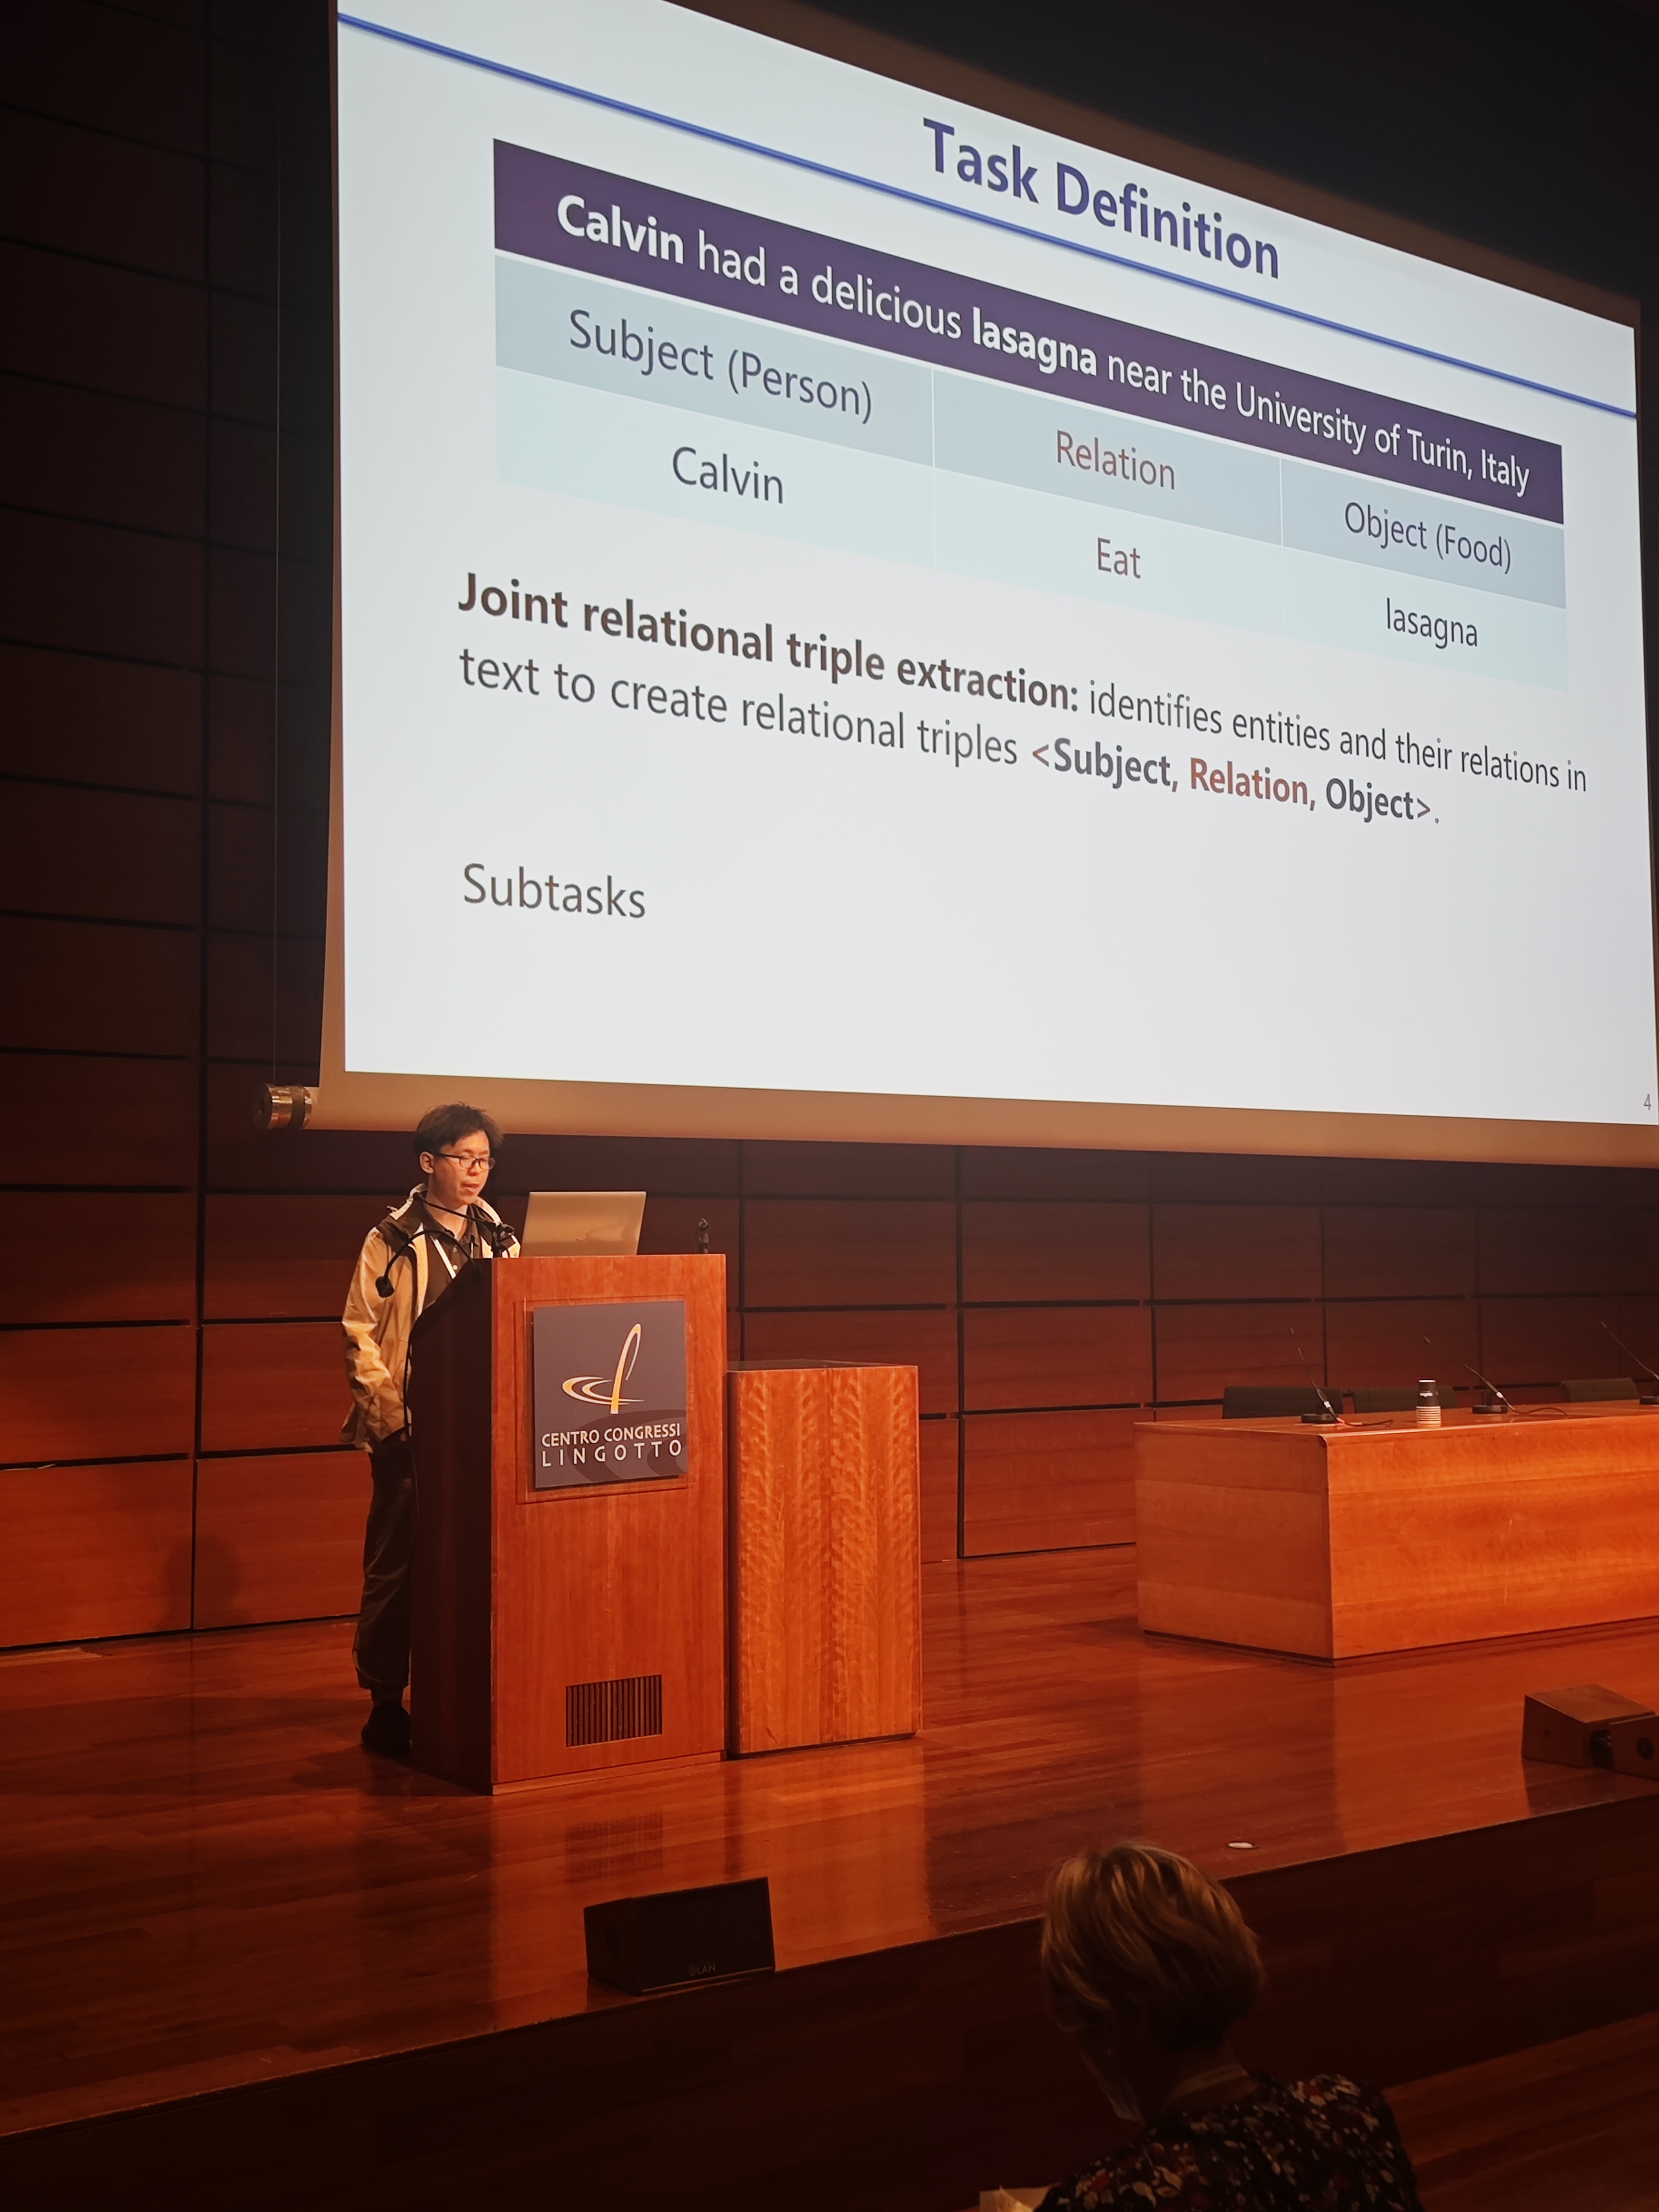 Task Definition
Calvin had a delicious lasagna near the University of Turin, Italy
Subject (Person) Relation Object (Food)
Calvin Eat lasagna
Joint relational triple extraction: identifies entities and their relations in
text to create relational triples <Subject, Relation, Object>.
Subtasks
4
CENTRO CONGRESSI
LINGOTTO